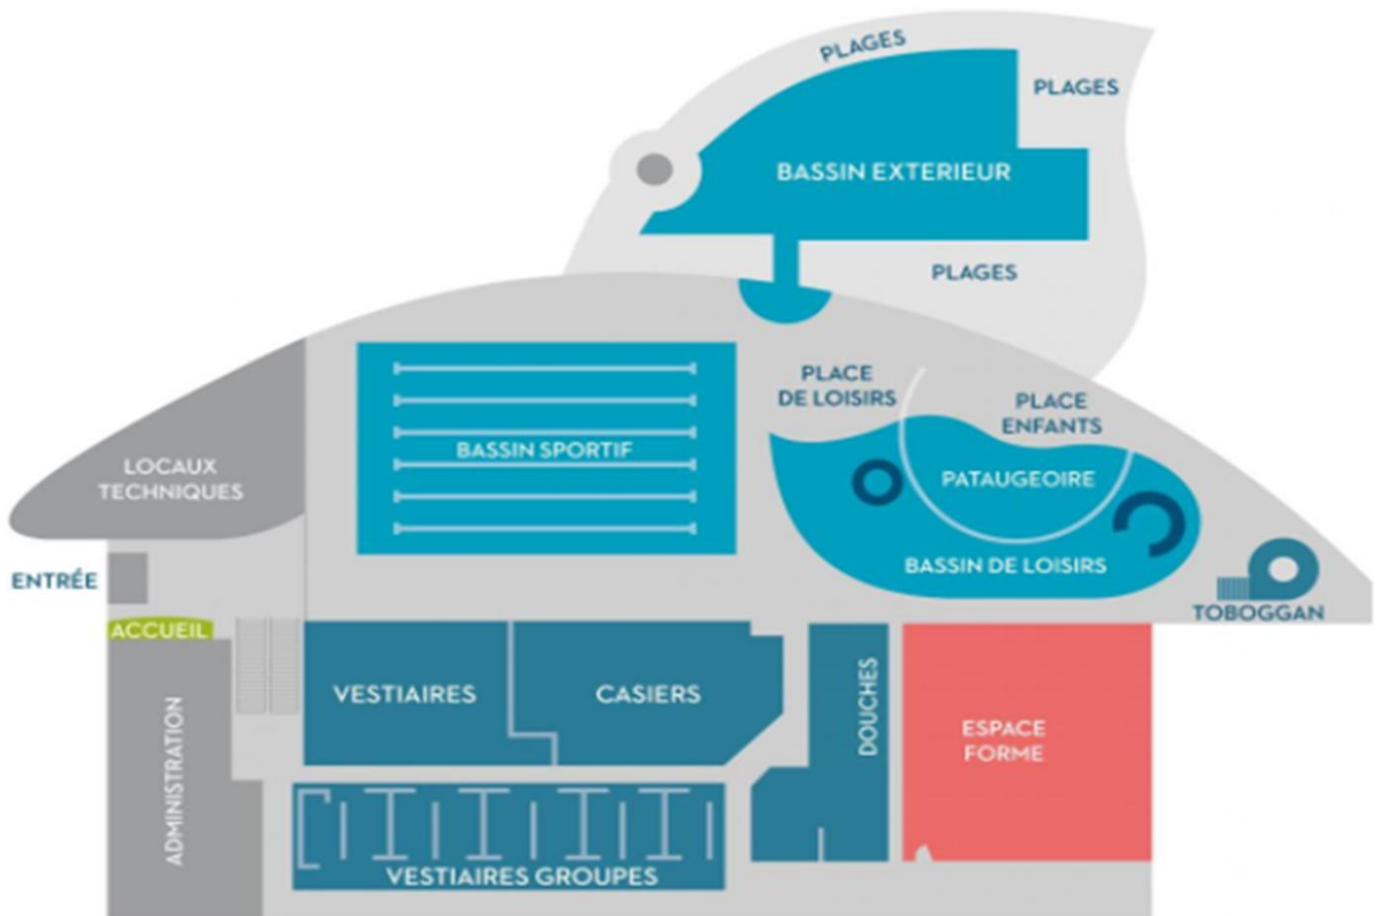 PLAGES
PLAGES
BASSIN EXTERIEUR
PLAGES
PLACE
DE LOISIRS
PLACE
ENFANTS
BASSIN SPORTIF
LOCAUX
TECHNIQUES
PATAUGEOIRE
BASSIN DE LOISIRS
ENTRÉE
TOBOGGAN
ACCUEIL
VESTIAIRES
CASIERS
DOUCHES
ESPACE
FORME
ADMINISTRATION
VESTIAIRES GROUPES